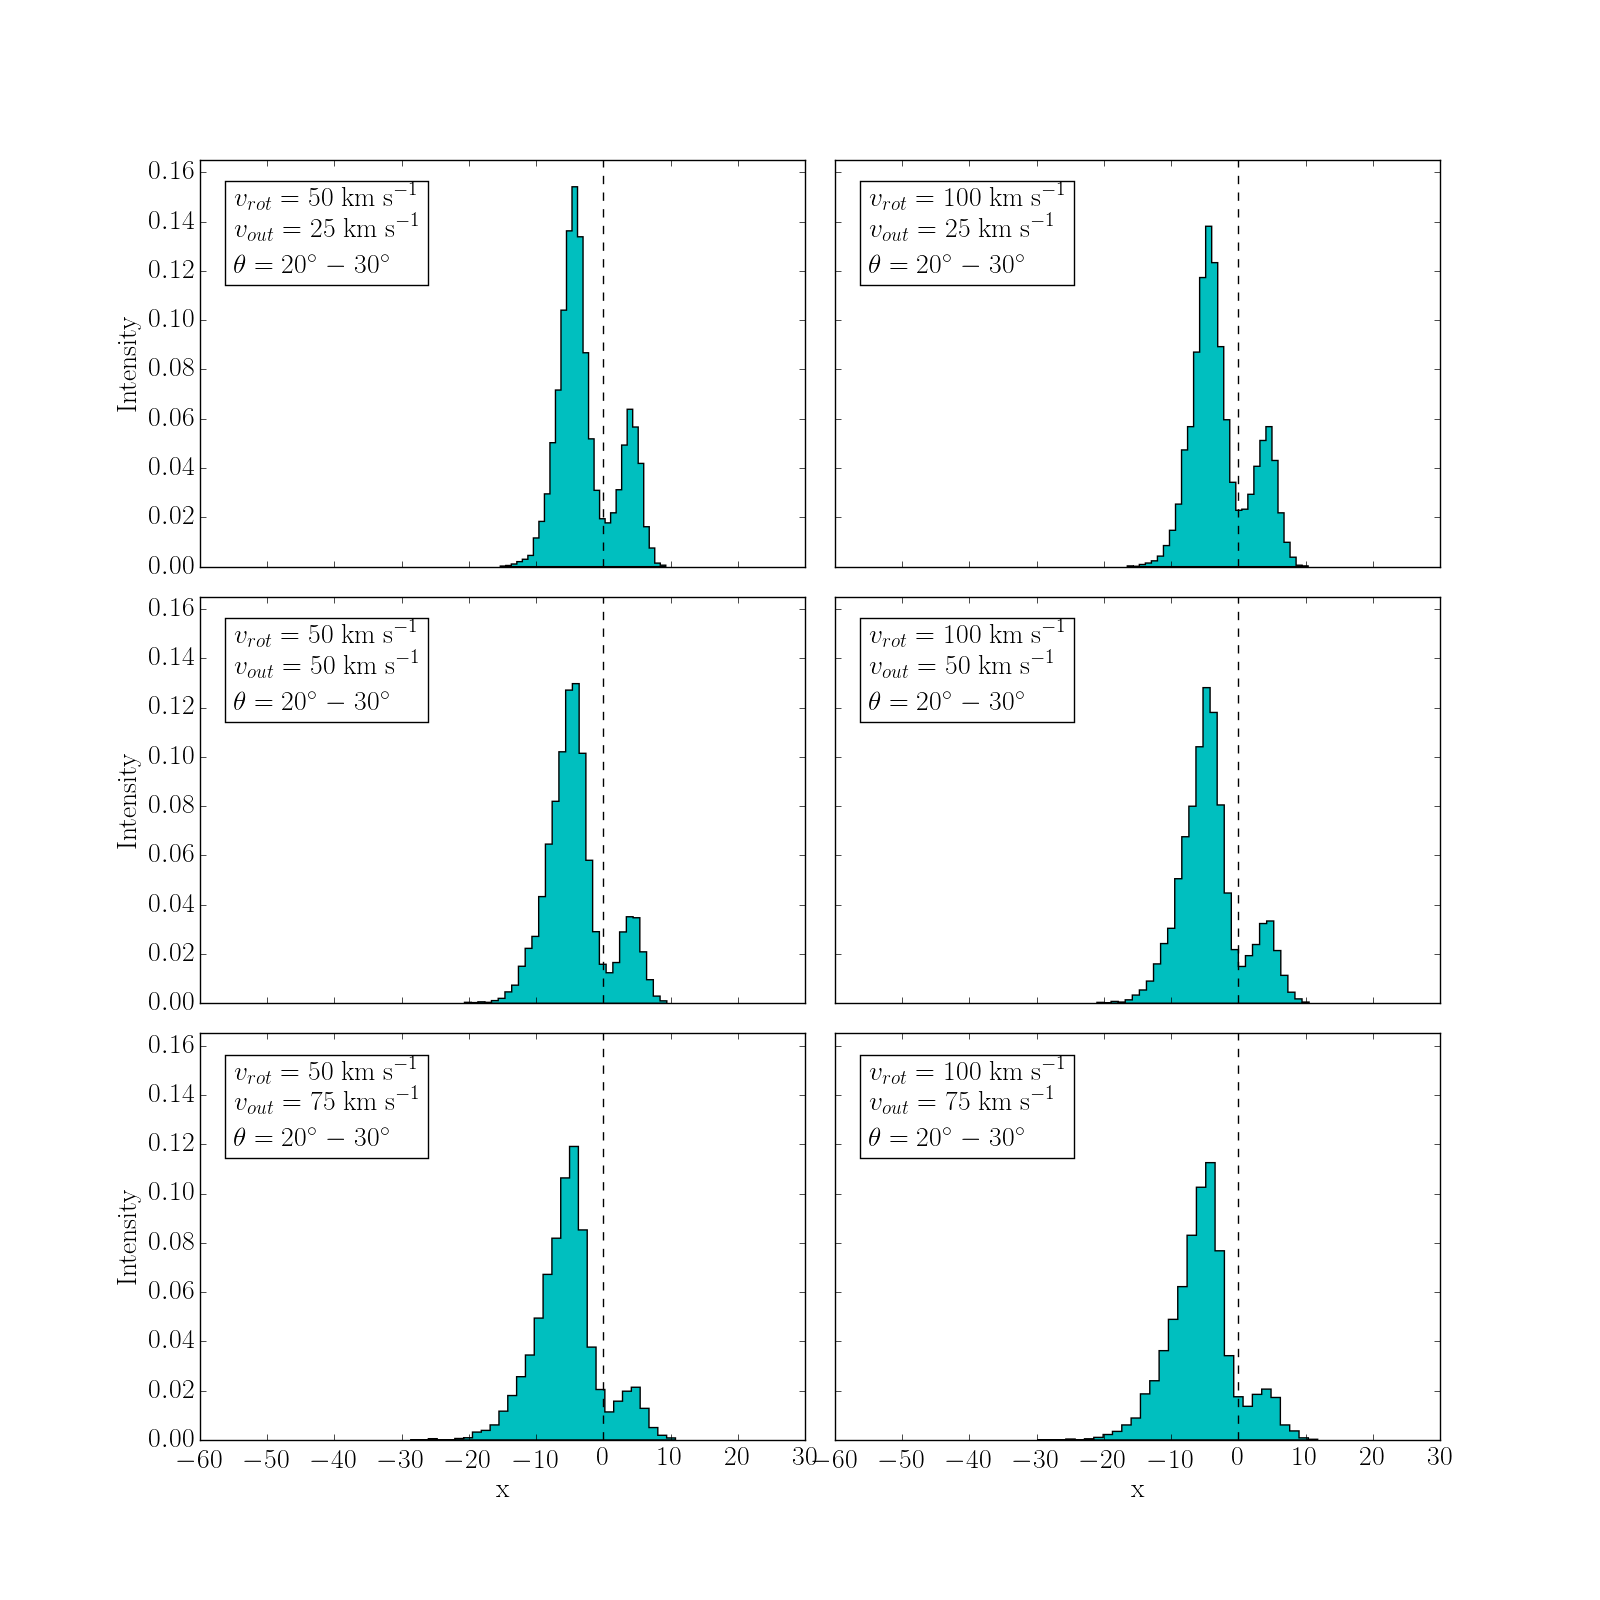 0.16
0.14
0.12
0.10
0.08
0.06
0.04
0.02
0.00
Intensity
v_rot = 50 km s⁻¹
v_out = 25 km s⁻¹
θ = 20° − 30°
v_rot = 100 km s⁻¹
v_out = 25 km s⁻¹
θ = 20° − 30°
0.16
0.14
0.12
0.10
0.08
0.06
0.04
0.02
0.00
Intensity
v_rot = 50 km s⁻¹
v_out = 50 km s⁻¹
θ = 20° − 30°
v_rot = 100 km s⁻¹
v_out = 50 km s⁻¹
θ = 20° − 30°
0.16
0.14
0.12
0.10
0.08
0.06
0.04
0.02
0.00
Intensity
v_rot = 50 km s⁻¹
v_out = 75 km s⁻¹
θ = 20° − 30°
v_rot = 100 km s⁻¹
v_out = 75 km s⁻¹
θ = 20° − 30°
−60 −50 −40 −30 −20 −10 0 10 20 30
x
−60 −50 −40 −30 −20 −10 0 10 20 30
x